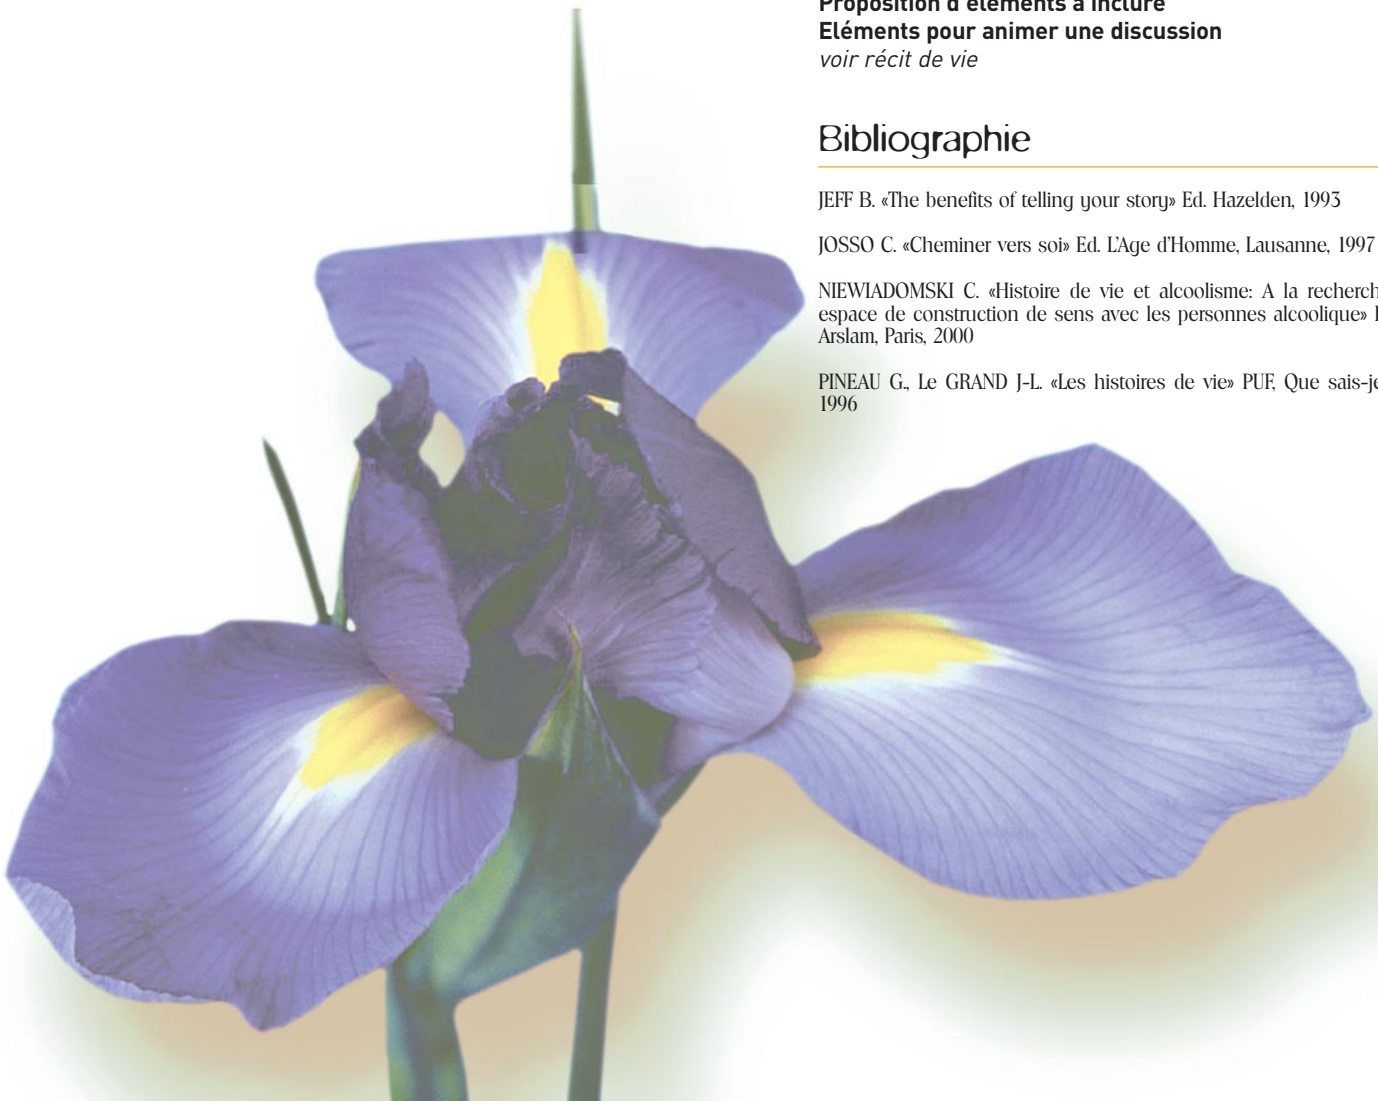 Proposition d'éléments à inclure
Eléments pour animer une discussion
voir récit de vie
Bibliographie
JEFF B. «The benefits of telling your story» Ed. Hazelden, 1993
JOSSO C. «Cheminer vers soi» Ed. L'Age d'Homme, Lausanne, 1997
NIEWIADOMSKI C. «Histoire de vie et alcoolisme: A la
espace de construction de sens avec les personnes alcoolique»
Arslam, Paris, 2000
PINEAU G., Le GRAND J-L. «Les histoires de vie» PUF, Que
1996